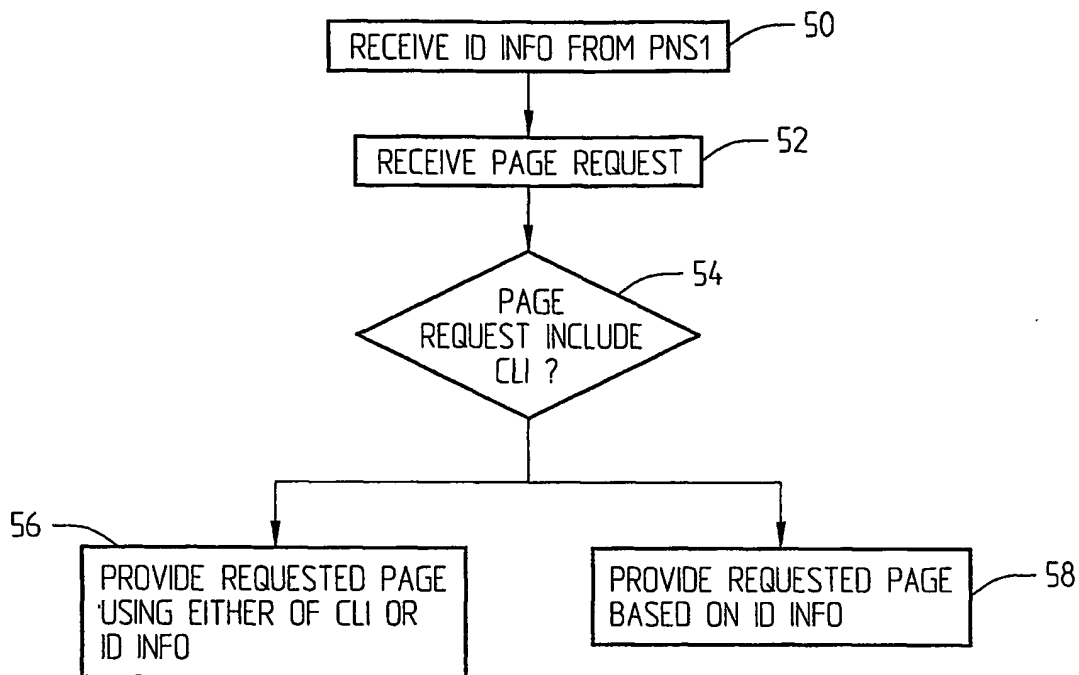 50
RECEIVE ID INFO FROM PNS1
52
RECEIVE PAGE REQUEST
54
PAGE
REQUEST INCLUDE
CLI ?
56
PROVIDE REQUESTED PAGE
USING EITHER OF CLI OR
ID INFO
58
PROVIDE REQUESTED PAGE
BASED ON ID INFO